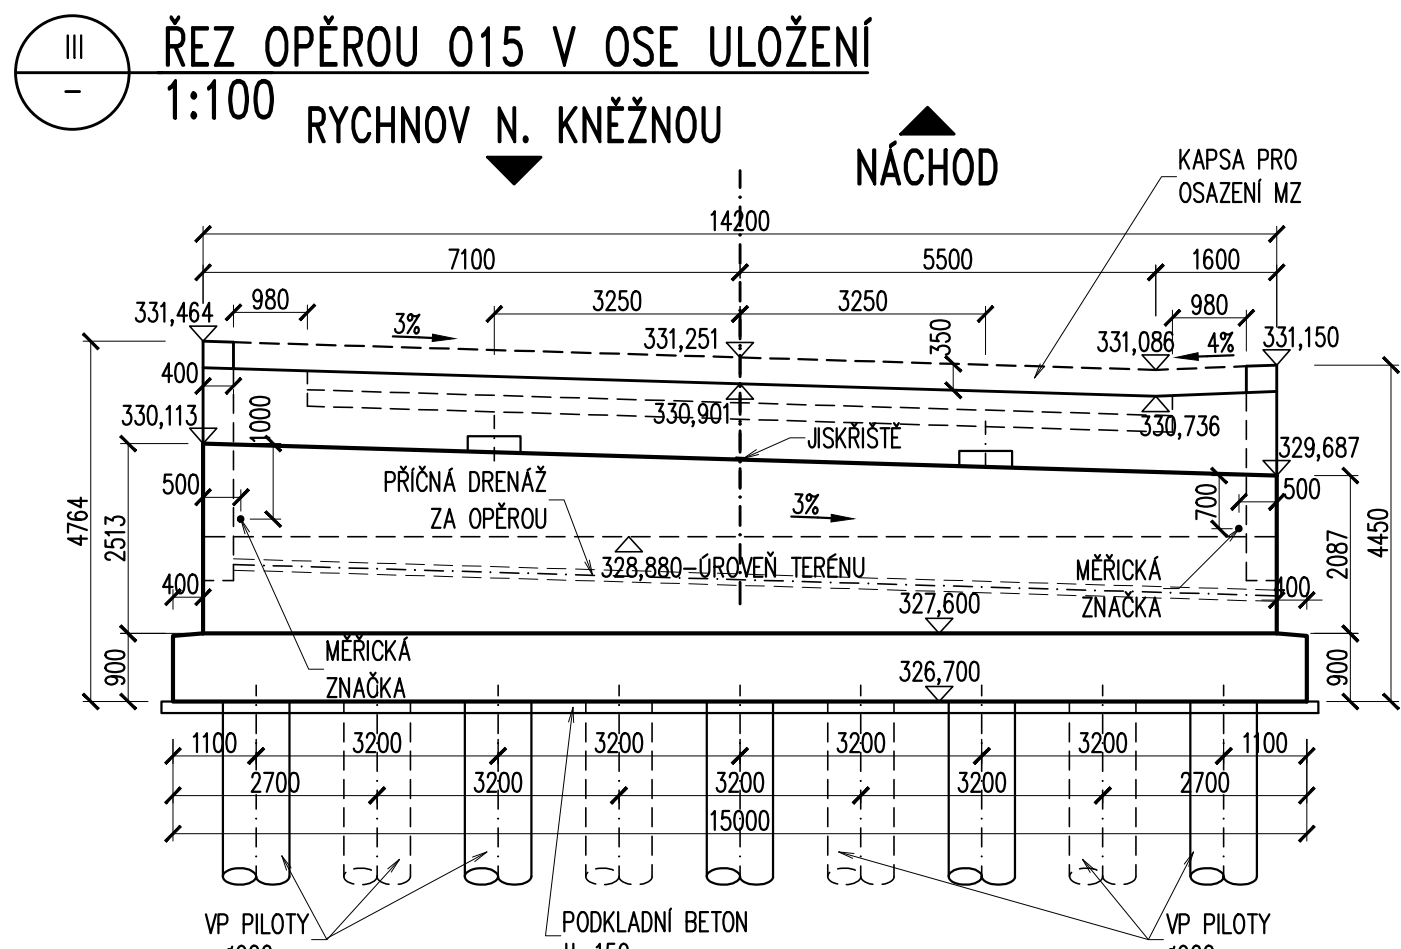 III
–
ŘEZ OPĚROU O15 V OSE ULOŽENÍ
1:100
RYCHNOV N. KNĚŽNOU
NÁCHOD
KAPSA PRO
OSAZENÍ MZ
14200
7100
5500
1600
980
3250
3250
980
331,464
3%
331,251
350
331,086
4%
331,150
400
330,113
1000
330,901
330,736
JISKŘIŠTĚ
329,687
PŘÍČNÁ DRENÁŽ
ZA OPĚROU
500
3%
700
500
4764
2513
2087
4450
328,880-ÚROVEŇ TERÉNU
MĚŘICKÁ
ZNAČKA
400
400
327,600
MĚŘICKÁ
ZNAČKA
900
326,700
900
1100
3200
3200
3200
3200
1100
2700
3200
3200
3200
2700
15000
VP PILOTY
PODKLADNÍ BETON
VP PILOTY